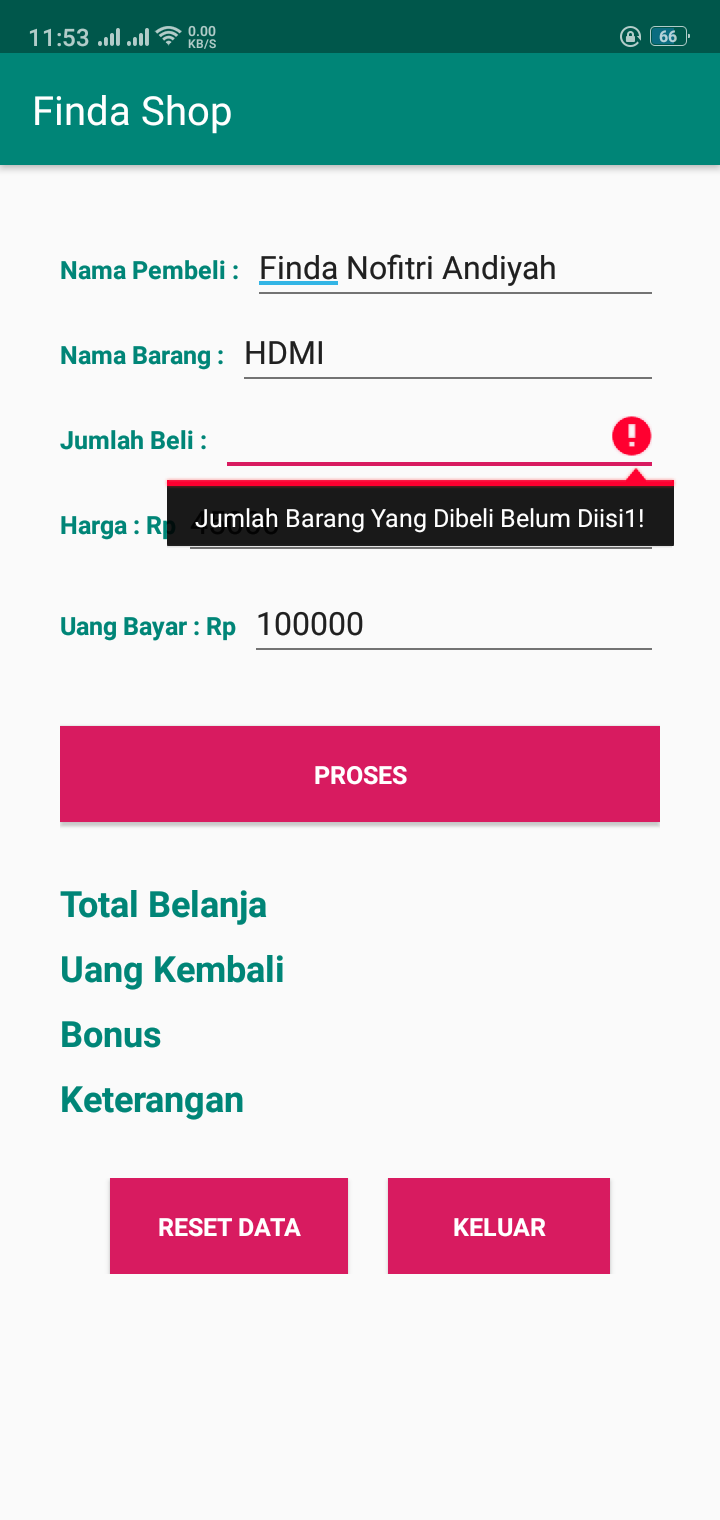 11:53 0.00 KB/S 66
Finda Shop
Nama Pembeli : Finda Nofitri Andiyah
Nama Barang : HDMI
Jumlah Beli :
Harga : Rp
Jumlah Barang Yang Dibeli Belum Diisi1!
Uang Bayar : Rp 100000
PROSES
Total Belanja
Uang Kembali
Bonus
Keterangan
RESET DATA KELUAR